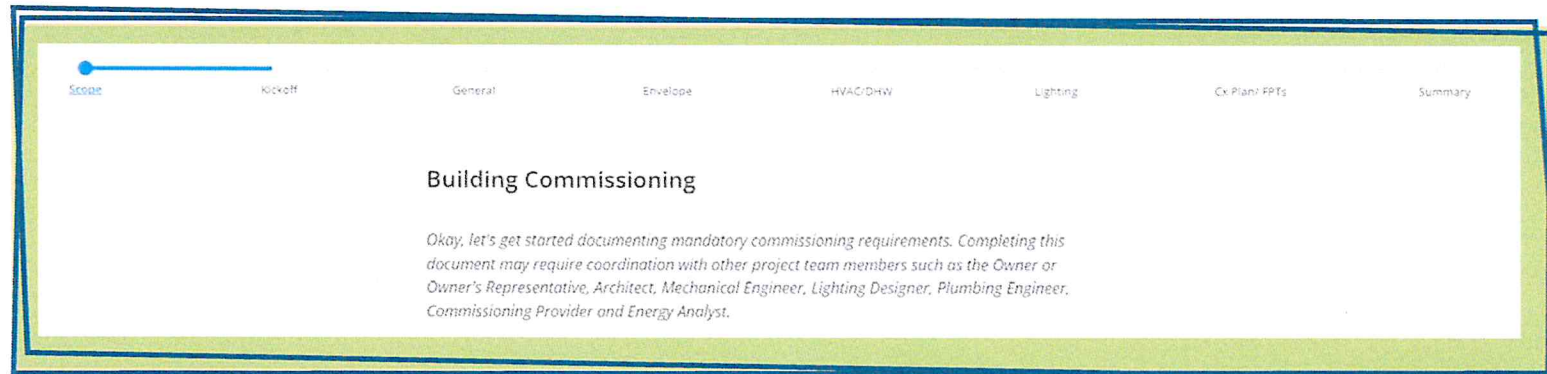 Scope Kickoff General Envelope HVAC/DHW Lighting Cx Plan/ FPTs Summary
Building Commissioning
Okay, let's get started documenting mandatory commissioning requirements. Completing this
document may require coordination with other project team members such as the Owner or
Owner's Representative, Architect, Mechanical Engineer, Lighting Designer, Plumbing Engineer,
Commissioning Provider and Energy Analyst.